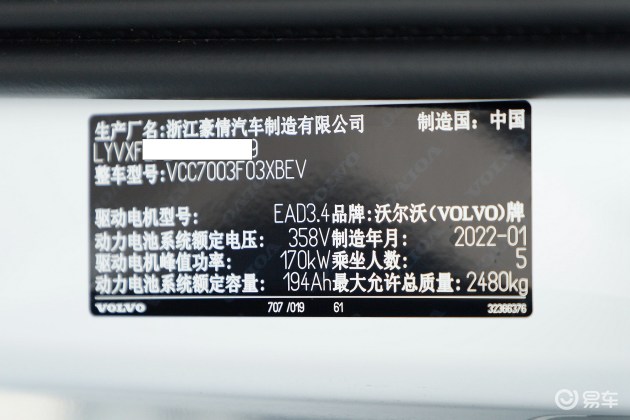 生产厂名:浙江豪情汽车制造有限公司 制造国: 中国
LYVXF 9
整车型号:VCC7003F03XBEV
驱动电机型号: EAD3.4 品牌: 沃尔沃(VOLVO)牌
动力电池系统额定电压: 358V 制造年月: 2022-01
驱动电机峰值功率: 170kW 乘坐人数: 5
动力电池系统额定容量: 194Ah 最大允许总质量: 2480kg
VOLVO 707 /019 61 32366376
易车